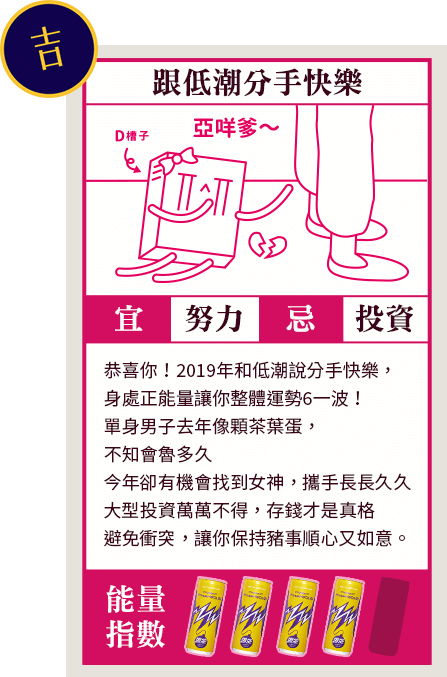 吉
跟低潮分手快樂
D槽子
亞咩爹～
宜 努力 忌 投資
恭喜你！2019年和低潮說分手快樂，
身處正能量讓你整體運勢6一波！
單身男子去年像顆茶葉蛋，
不知會魯多久
今年卻有機會找到女神，攜手長長久久
大型投資萬萬不得，存錢才是真格
避免衝突，讓你保持豬事順心又如意。
能量
指數